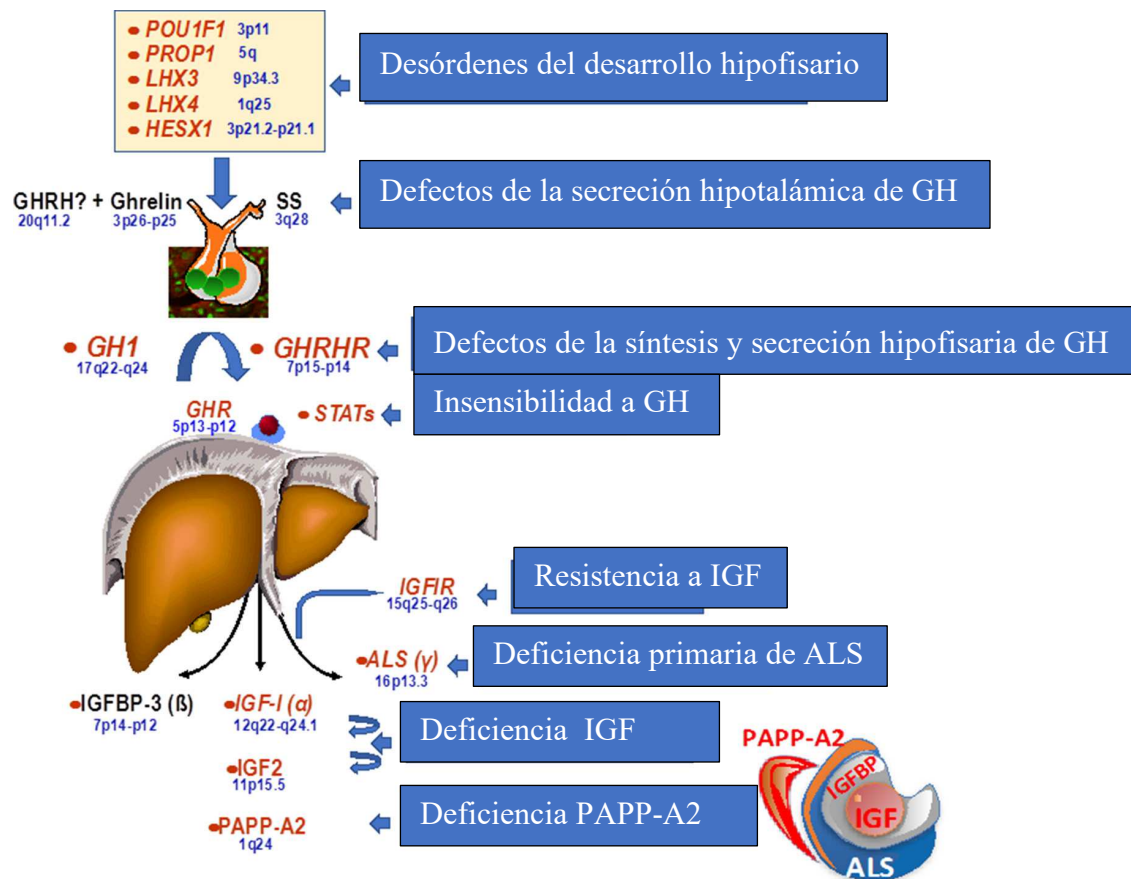 • POU1F1 3p11
• PROP1 5q
• LHX3 9p34.3
• LHX4 1q25
• HESX1 3p21.2-p21.1
Desórdenes del desarrollo hipofisario
GHRH? + Ghrelin
20q11.2 3p26-p25
SS
3q28
Defectos de la secreción hipotalámica de GH
• GH1
17q22-q24
• GHRHR
7p15-p14
Defectos de la síntesis y secreción hipofisaria de GH
GHR
5p13-p12
• STATs
Insensibilidad a GH
IGFIR
15q25-q26
Resistencia a IGF
•ALS (γ)
16p13.3
Deficiencia primaria de ALS
•IGFBP-3 (ß)
7p14-p12
•IGF-I (α)
12q22-q24.1
Deficiencia IGF
•IGF2
11p15.5
•PAPP-A2
1q24
Deficiencia PAPP-A2
PAPP-A2
IGFBP
IGF
ALS